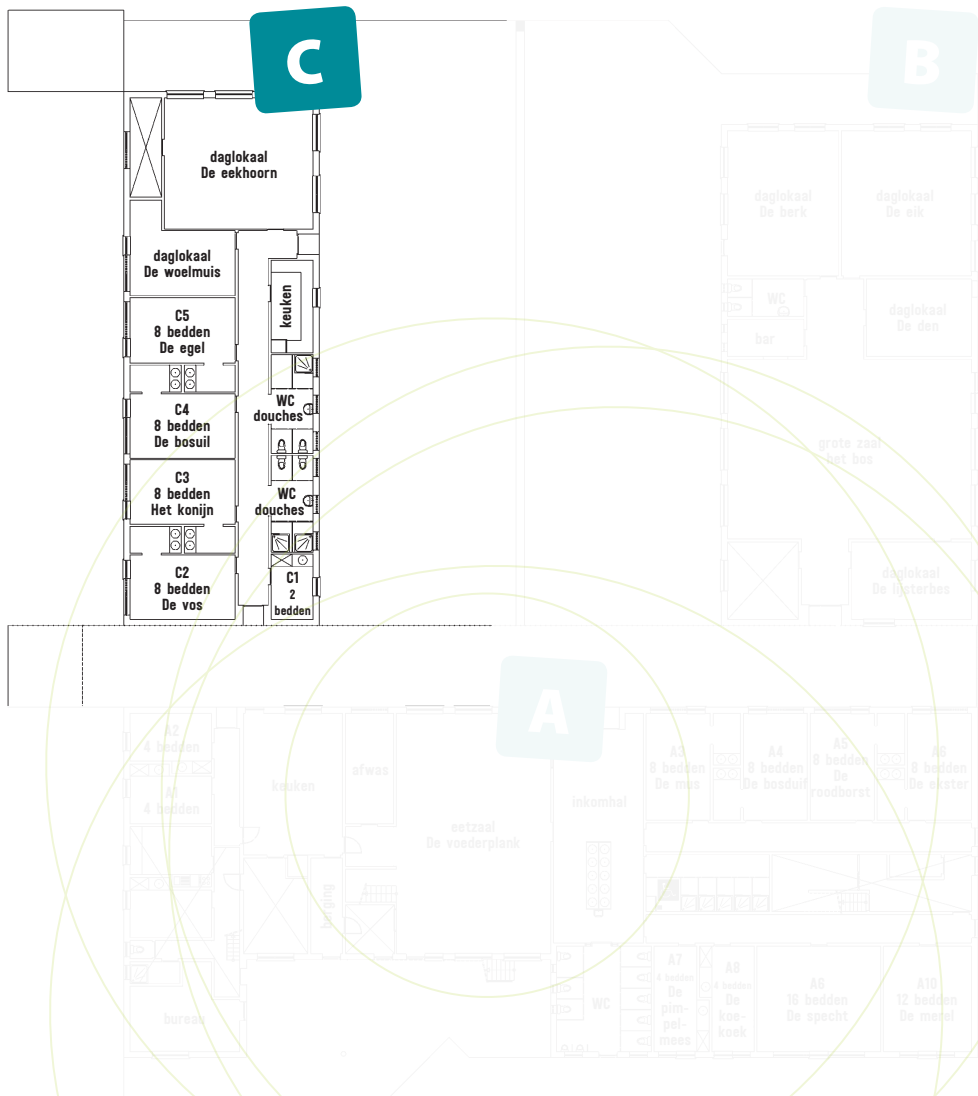 C
B
daglokaal
De eekhoorn
daglokaal
De woelmuis
keuken
C5
8 bedden
De egel
C4
8 bedden
De bosuil
WC
douches
C3
8 bedden
Het konijn
WC
douches
C2
8 bedden
De vos
C1
2
bedden
daglokaal
De berk
daglokaal
De eik
WC
bar
daglokaal
De den
grote zaal
het bos
daglokaal
De lijsterbes
A
A2
4 bedden
A1
4 bedden
keuken
afwas
eetzaal
De voederplank
inkomhal
A3
8 bedden
De mus
A4
8 bedden
De bosduif
A5
8 bedden
De
roodborst
A6
8 bedden
De ekster
berging
bureau
WC
A7
4 bedden
De
pim-
pel-
mees
A8
4 bedden
De
koe-
koek
A6
16 bedden
De specht
A10
12 bedden
De merel